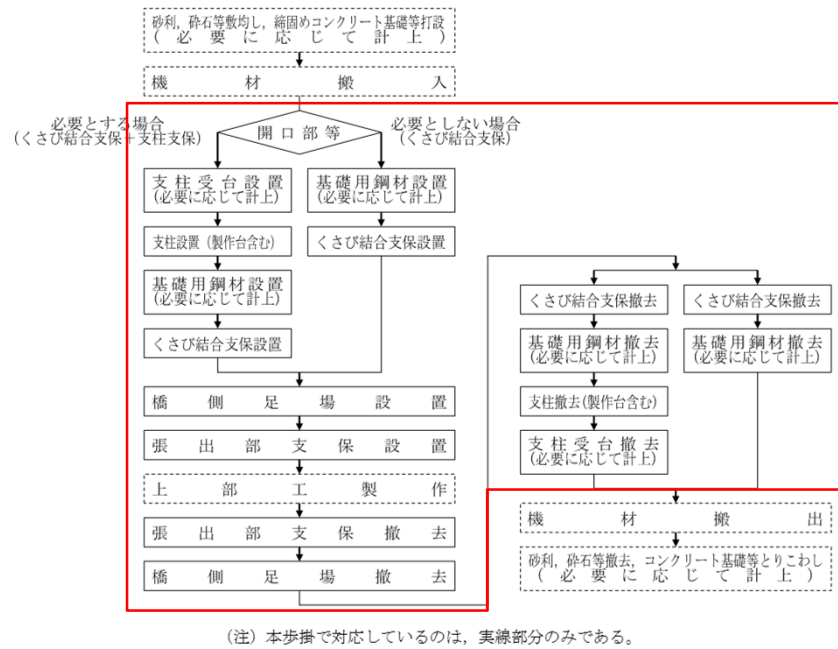 砂利，砕石等敷均し，締固めコンクリート基礎等打設
(必要に応じて計上)
機材搬入
必要とする場合
(くさび結合支保＋支柱支保)
開口部等
必要としない場合
(くさび結合支保)
支柱受台設置
(必要に応じて計上)
支柱設置（製作台含む）
基礎用鋼材設置
(必要に応じて計上)
くさび結合支保設置
基礎用鋼材設置
(必要に応じて計上)
くさび結合支保設置
橋側足場設置
張出部支保設置
上部工製作
張出部支保撤去
橋側足場撤去
くさび結合支保撤去
基礎用鋼材撤去
(必要に応じて計上)
支柱撤去(製作台含む)
支柱受台撤去
(必要に応じて計上)
くさび結合支保撤去
基礎用鋼材撤去
(必要に応じて計上)
機材搬出
砂利，砕石等撤去，コンクリート基礎等とりこわし
(必要に応じて計上)
（注）本歩掛で対応しているのは，実線部分のみである。